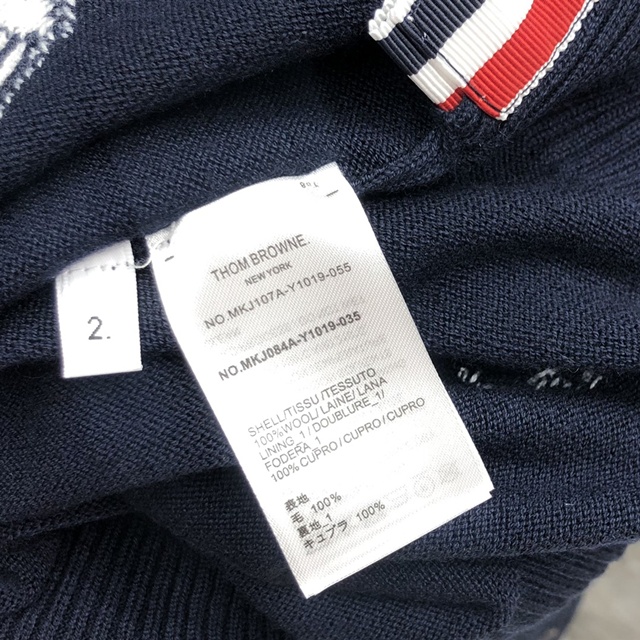 THOM BROWNE.
NEW YORK
NO.MKJ107A-Y1019-055
NO.MKJ084A-Y1019-035
SHELL/TISSU/TESSUTO
100% WOOL/LAINE/LANA
LINING_1/DOUBLURE_1/
FODERA_1
100% CUPRO/CUPRO/CUPRO
表地
毛 100%
裏地_1
キュプラ 100%
2.